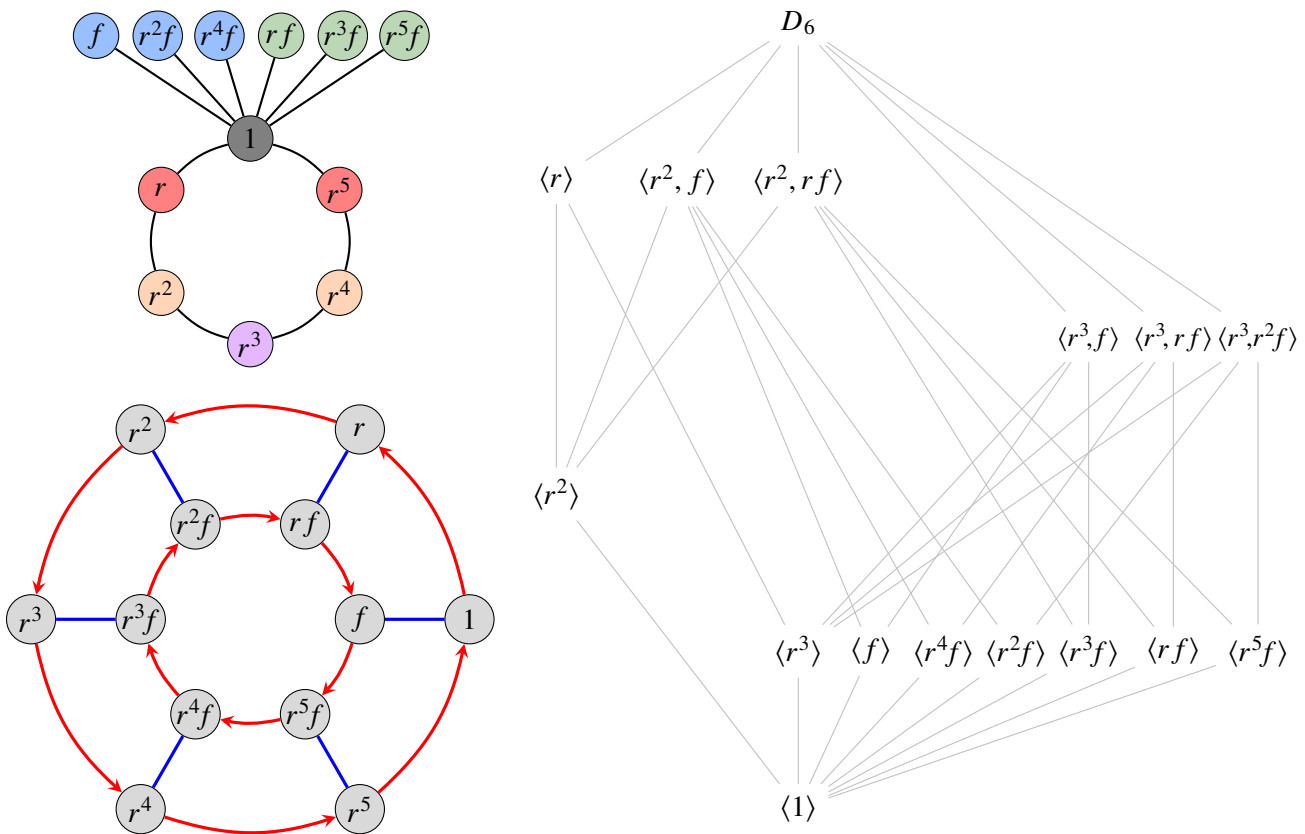 f r²f r⁴f rf r³f r⁵f
1
r r⁵
r² r⁴
r³
r² r
r²f rf
r³ r³f f 1
r⁴f r⁵f
r⁴ r⁵
D₆
⟨r⟩ ⟨r², f⟩ ⟨r², rf⟩
⟨r³,f⟩ ⟨r³, rf⟩ ⟨r³,r²f⟩
⟨r²⟩
⟨r³⟩ ⟨f⟩ ⟨r⁴f⟩ ⟨r²f⟩ ⟨r³f⟩ ⟨rf⟩ ⟨r⁵f⟩
⟨1⟩